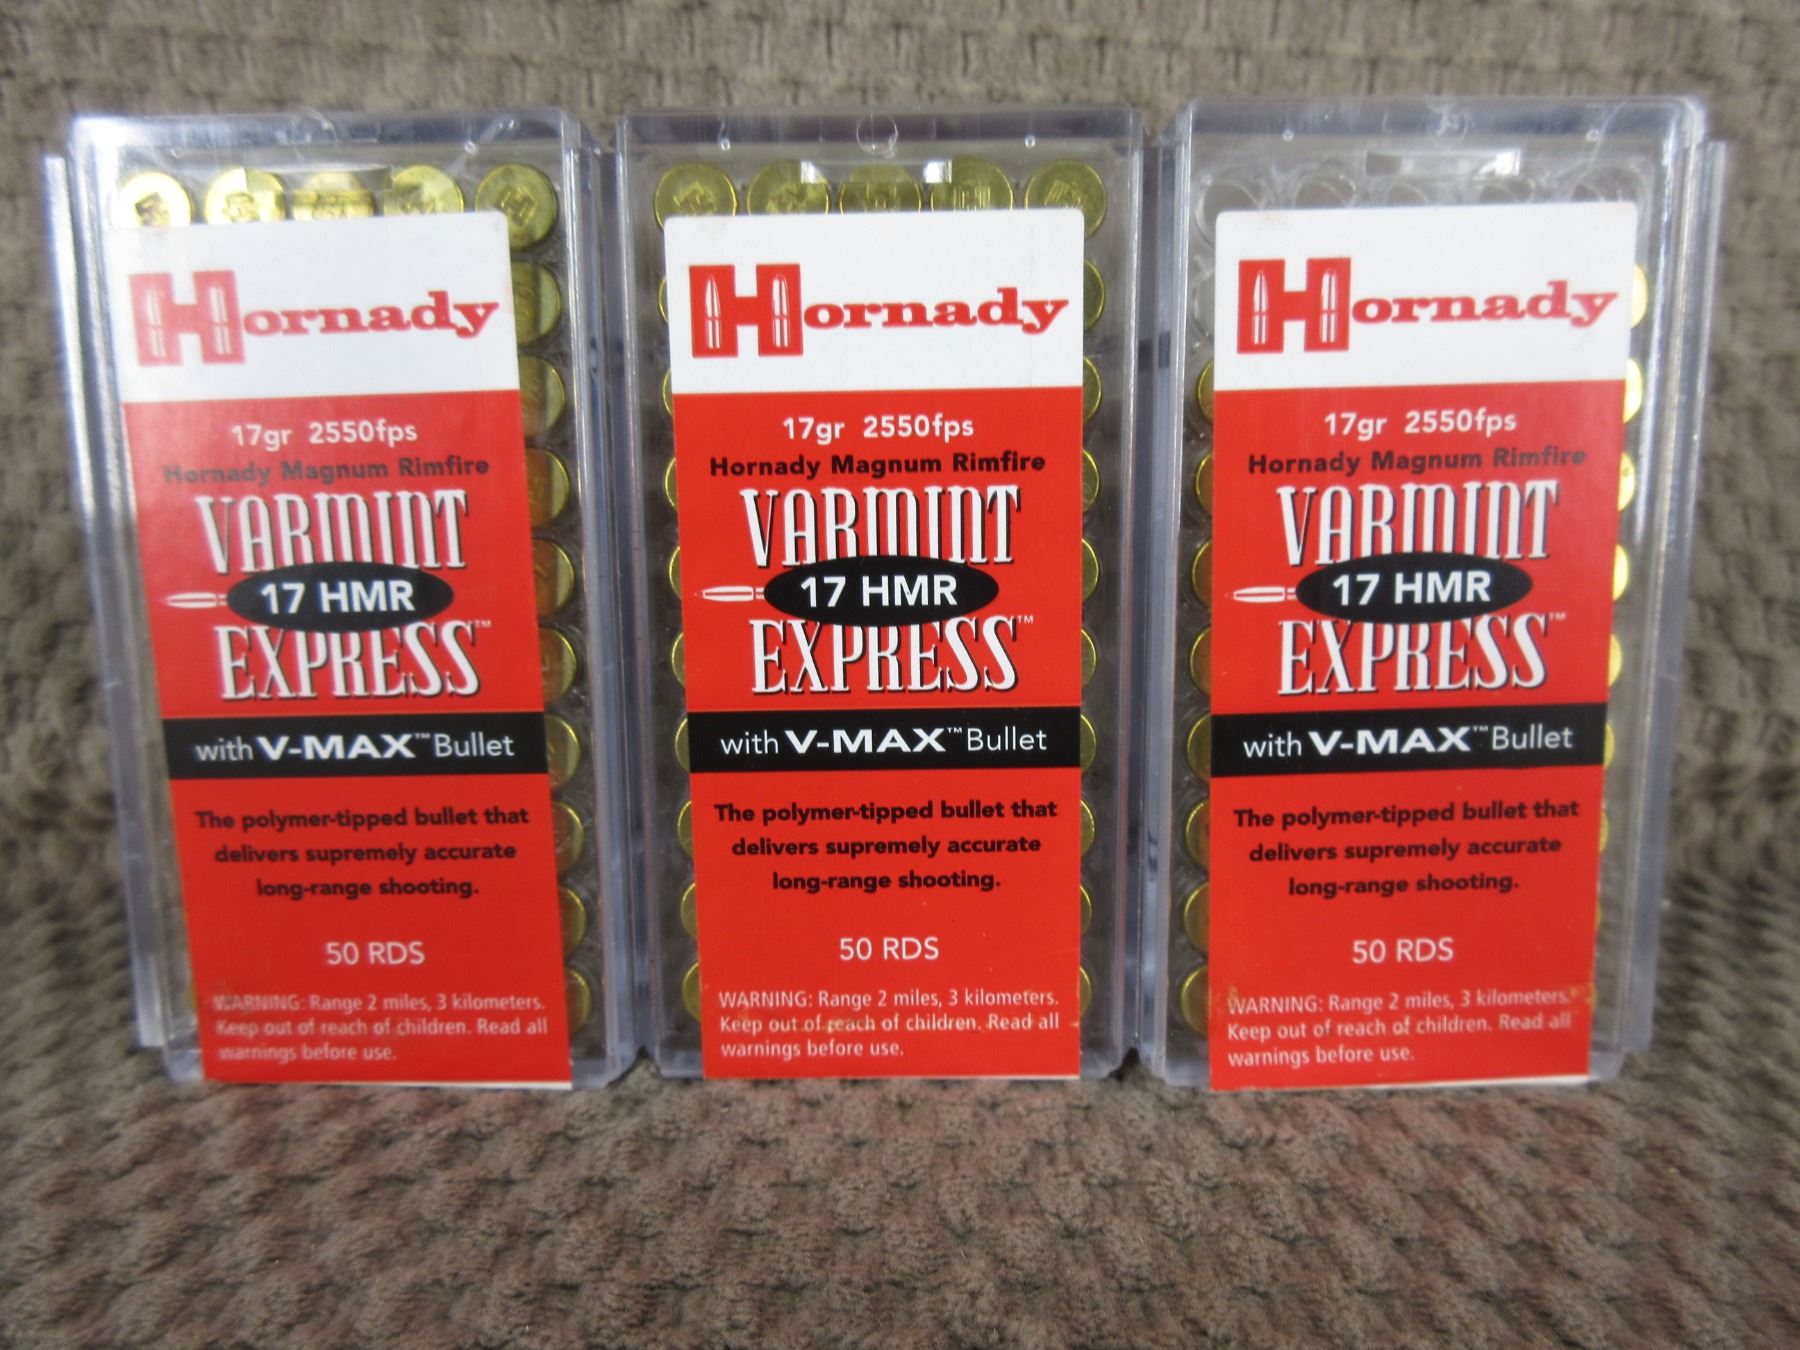 Hornady
17gr 2550fps
Hornady Magnum Rimfire
VARMINT
17 HMR
EXPRESS™
with V-MAX™ Bullet
The polymer-tipped bullet that
delivers supremely accurate
long-range shooting.
50 RDS
WARNING: Range 2 miles, 3 kilometers.
Keep out of reach of children. Read all
warnings before use.
Hornady
17gr 2550fps
Hornady Magnum Rimfire
VARMINT
17 HMR
EXPRESS™
with V-MAX™ Bullet
The polymer-tipped bullet that
delivers supremely accurate
long-range shooting.
50 RDS
WARNING: Range 2 miles, 3 kilometers.
Keep out of reach of children. Read all
warnings before use.
Hornady
17gr 2550fps
Hornady Magnum Rimfire
VARMINT
17 HMR
EXPRESS™
with V-MAX™ Bullet
The polymer-tipped bullet that
delivers supremely accurate
long-range shooting.
50 RDS
WARNING: Range 2 miles, 3 kilometers.
Keep out of reach of children. Read all
warnings before use.